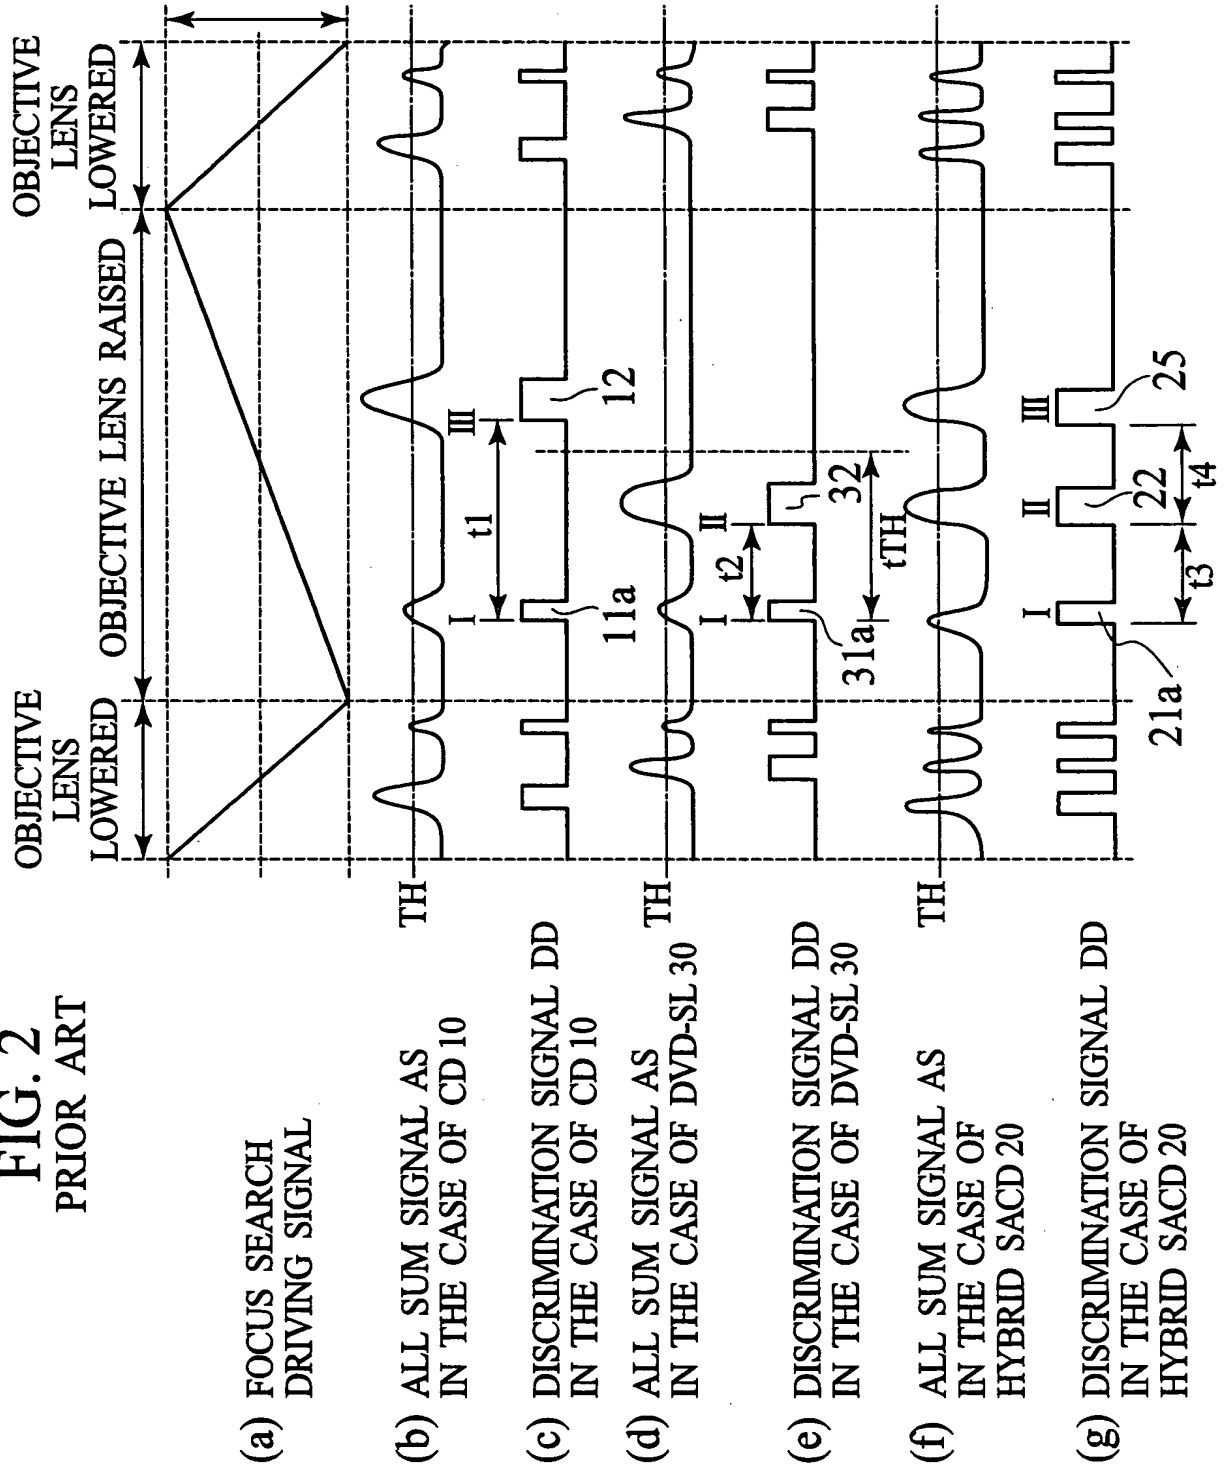 FIG. 2
PRIOR ART
OBJECTIVE
LENS
LOWERED
OBJECTIVE LENS RAISED
OBJECTIVE
LENS
LOWERED
(a) FOCUS SEARCH
DRIVING SIGNAL
(b) ALL SUM SIGNAL AS
IN THE CASE OF CD 10
TH
(c) DISCRIMINATION SIGNAL DD
IN THE CASE OF CD 10
I
t1
III
11a
12
(d) ALL SUM SIGNAL AS
IN THE CASE OF DVD-SL 30
TH
(e) DISCRIMINATION SIGNAL DD
IN THE CASE OF DVD-SL 30
I
t2
II
31a
32
tTH
(f) ALL SUM SIGNAL AS
IN THE CASE OF
HYBRID SACD 20
TH
(g) DISCRIMINATION SIGNAL DD
IN THE CASE OF
HYBRID SACD 20
I
II
III
21a
22
25
t3
t4